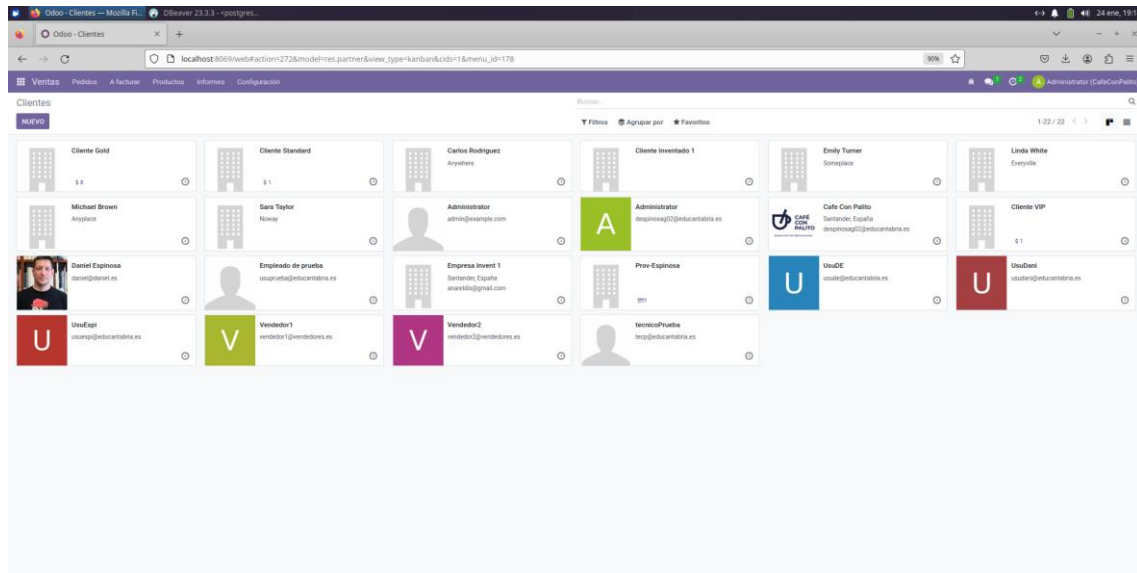 Odoo - Clientes — Mozilla Fi... DBeaver 23.3.3 - <postgres... 24 ene, 19:1
Odoo - Clientes
localhost:8069/web#action=272&model=res.partner&view_type=kanban&cids=1&menu_id=178 90%
Ventas Pedidos A facturar Productos Informes Configuración Administrator (CafeConPalito)
Clientes Buscar...
NUEVO Filtros Agrupar por Favoritos 1-22 / 22
Cliente Gold
$ 8
Cliente Standard
$ 1
Carlos Rodriguez
Anywhere
Cliente Inventado 1
Emily Turner
Someplace
Linda White
Everyville
Michael Brown
Anyplace
Sara Taylor
Noway
Administrator
admin@example.com
A
Administrator
despinosag02@educantabria.es
CAFÉ
CON
PALITO
Cafe Con Palito
Santander, España
despinosag02@educantabria.es
Cliente VIP
$ 1
Daniel Espinosa
daniel@daniel.es
Empleado de prueba
usuprueba@educantabria.es
Empresa Invent 1
Santander, España
anareldio@gmail.com
Prov-Espinosa
U
UsuDE
usude@educantabria.es
U
UsuDani
usudani@educantabria.es
U
UsuEspi
usuespi@educantabria.es
V
Vendedor1
vendedor1@vendedores.es
V
Vendedor2
vendedor2@vendedores.es
tecnicoPrueba
tecp@educantabria.es